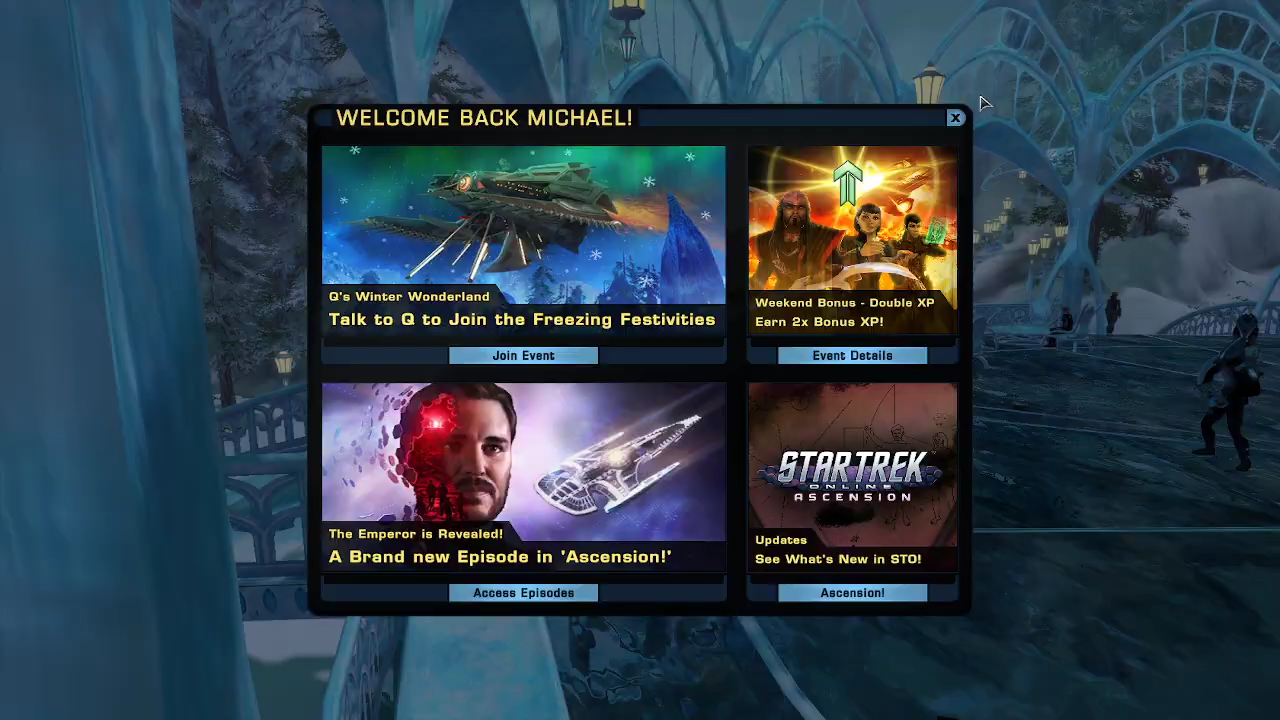 WELCOME BACK MICHAEL!
X
Q's Winter Wonderland
Talk to Q to Join the Freezing Festivities
Join Event
Weekend Bonus - Double XP
Earn 2x Bonus XP!
Event Details
The Emperor is Revealed!
A Brand new Episode in 'Ascension!'
Access Episodes
STAR TREK
ONLINE
ASCENSION
Updates
See What's New in STO!
Ascension!